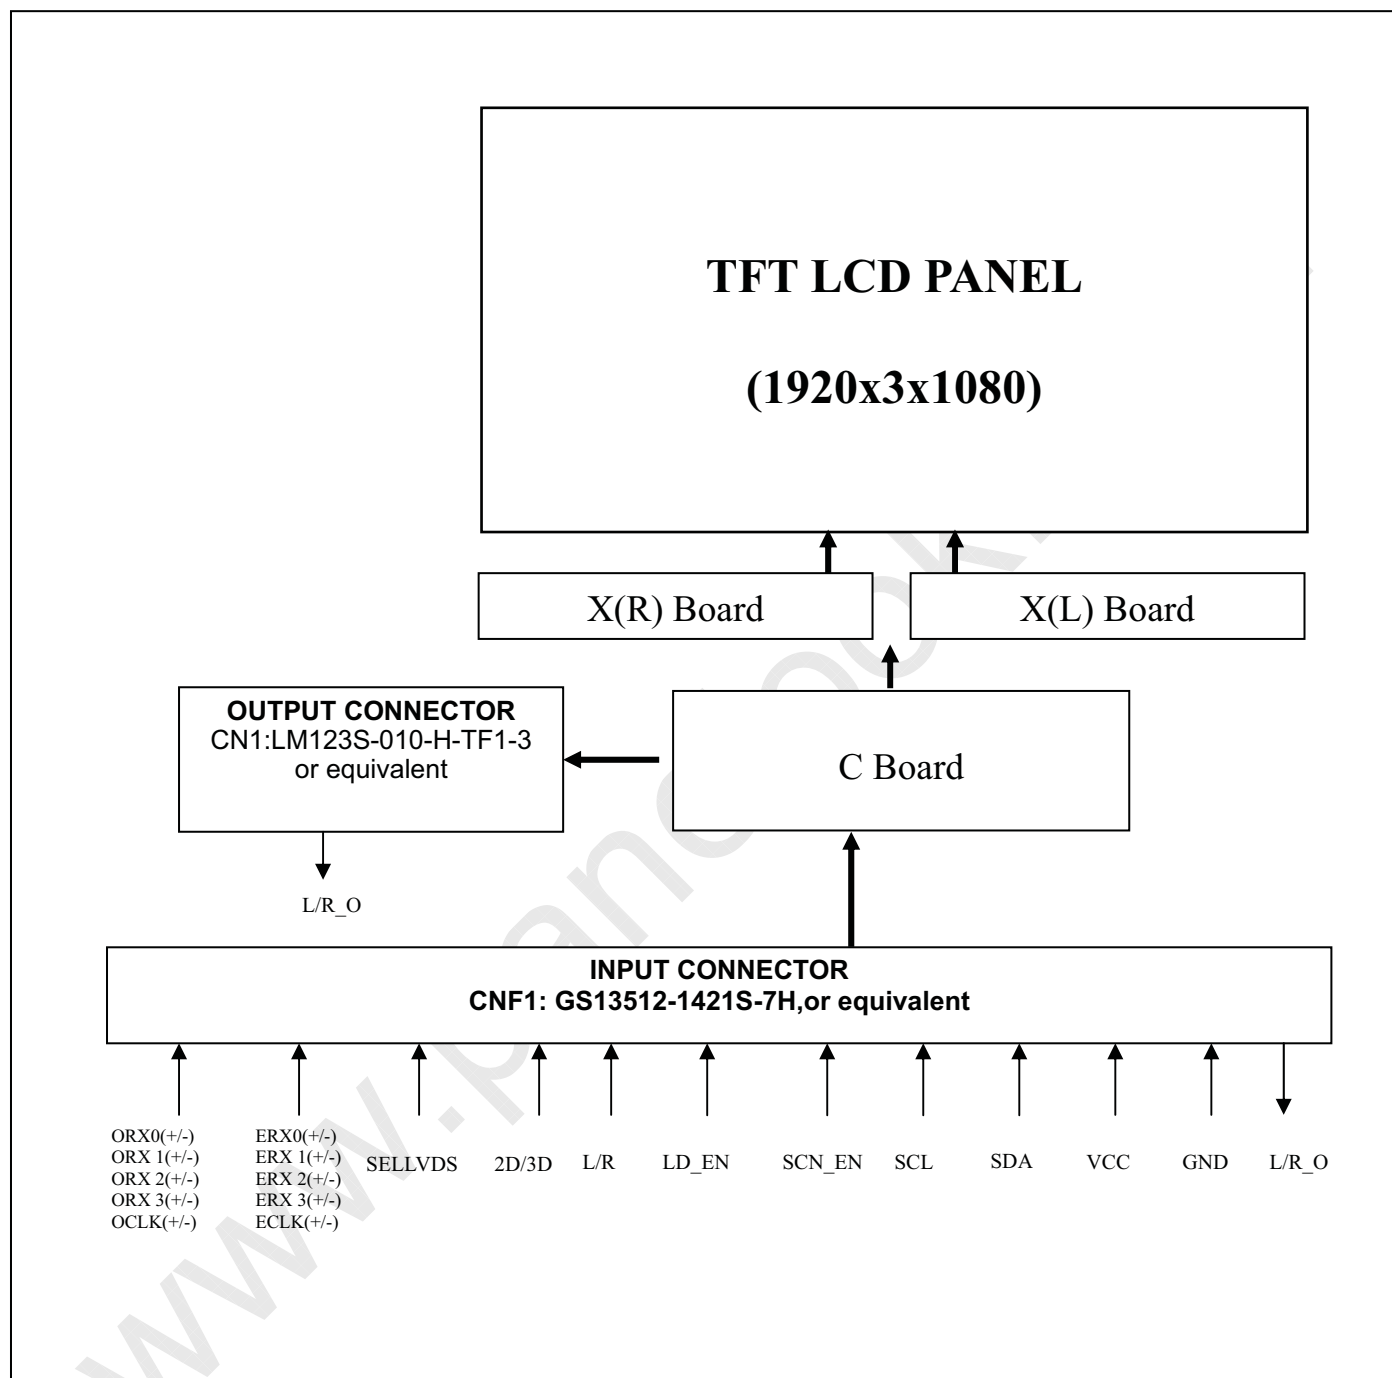 TFT LCD PANEL
(1920x3x1080)
X(R) Board
X(L) Board
OUTPUT CONNECTOR
CN1:LM123S-010-H-TF1-3
or equivalent
C Board
L/R_O
INPUT CONNECTOR
CNF1: GS13512-1421S-7H,or equivalent
ORX0(+/-)
ORX 1(+/-)
ORX 2(+/-)
ORX 3(+/-)
OCLK(+/-)
ERX0(+/-)
ERX 1(+/-)
ERX 2(+/-)
ERX 3(+/-)
ECLK(+/-)
SELLVDS
2D/3D
L/R
LD_EN
SCN_EN
SCL
SDA
VCC
GND
L/R_O